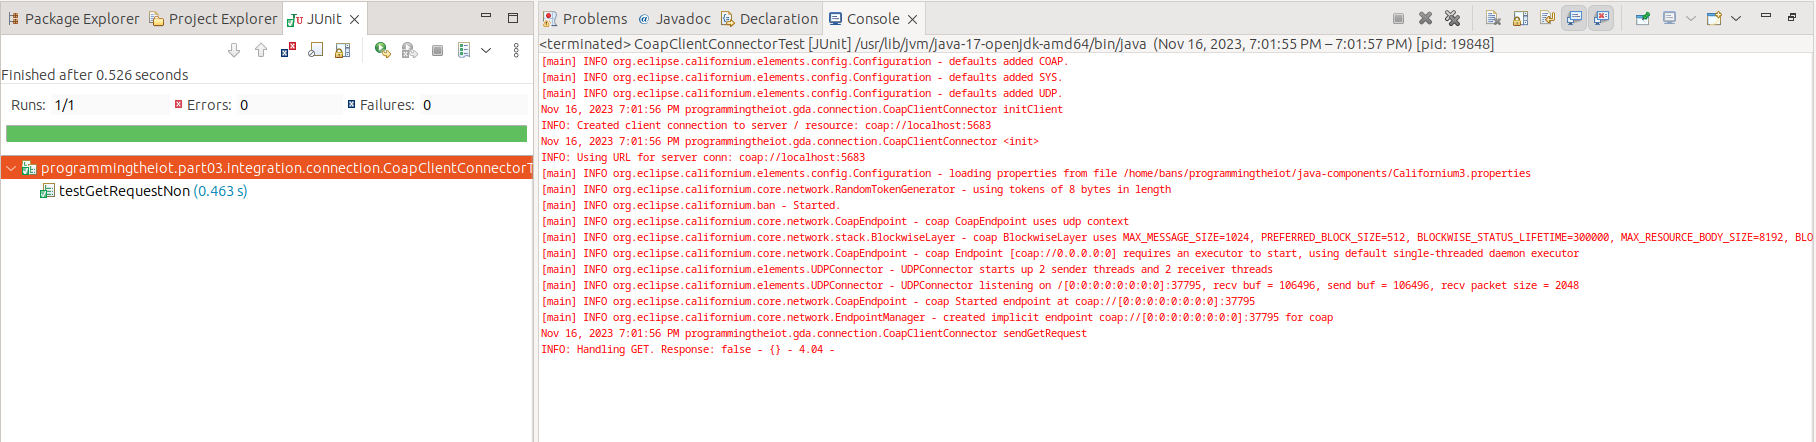 Package Explorer Project Explorer JUnit
Finished after 0.526 seconds
Runs: 1/1 Errors: 0 Failures: 0
programmingtheiot.part03.integration.connection.CoapClientConnectorT
testGetRequestNon (0.463 s)
Problems @ Javadoc Declaration Console
<terminated> CoapClientConnectorTest [JUnit] /usr/lib/jvm/java-17-openjdk-amd64/bin/java (Nov 16, 2023, 7:01:55 PM – 7:01:57 PM) [pid: 19848]
[main] INFO org.eclipse.californium.elements.config.Configuration - defaults added COAP.
[main] INFO org.eclipse.californium.elements.config.Configuration - defaults added SYS.
[main] INFO org.eclipse.californium.elements.config.Configuration - defaults added UDP.
Nov 16, 2023 7:01:56 PM programmingtheiot.gda.connection.CoapClientConnector initClient
INFO: Created client connection to server / resource: coap://localhost:5683
Nov 16, 2023 7:01:56 PM programmingtheiot.gda.connection.CoapClientConnector <init>
INFO: Using URL for server conn: coap://localhost:5683
[main] INFO org.eclipse.californium.elements.config.Configuration - loading properties from file /home/bans/programmingtheiot/java-components/Californium3.properties
[main] INFO org.eclipse.californium.core.network.RandomTokenGenerator - using tokens of 8 bytes in length
[main] INFO org.eclipse.californium.ban - Started.
[main] INFO org.eclipse.californium.core.network.CoapEndpoint - coap CoapEndpoint uses udp context
[main] INFO org.eclipse.californium.core.network.stack.BlockwiseLayer - coap BlockwiseLayer uses MAX_MESSAGE_SIZE=1024, PREFERRED_BLOCK_SIZE=512, BLOCKWISE_STATUS_LIFETIME=300000, MAX_RESOURCE_BODY_SIZE=8192, BLO
[main] INFO org.eclipse.californium.core.network.CoapEndpoint - coap Endpoint [coap://0.0.0.0:0] requires an executor to start, using default single-threaded daemon executor
[main] INFO org.eclipse.californium.elements.UDPConnector - UDPConnector starts up 2 sender threads and 2 receiver threads
[main] INFO org.eclipse.californium.elements.UDPConnector - UDPConnector listening on /[0:0:0:0:0:0:0:0]:37795, recv buf = 106496, send buf = 106496, recv packet size = 2048
[main] INFO org.eclipse.californium.core.network.CoapEndpoint - coap Started endpoint at coap://[0:0:0:0:0:0:0:0]:37795
[main] INFO org.eclipse.californium.core.network.EndpointManager - created implicit endpoint coap://[0:0:0:0:0:0:0:0]:37795 for coap
Nov 16, 2023 7:01:56 PM programmingtheiot.gda.connection.CoapClientConnector sendGetRequest
INFO: Handling GET. Response: false - {} - 4.04 -